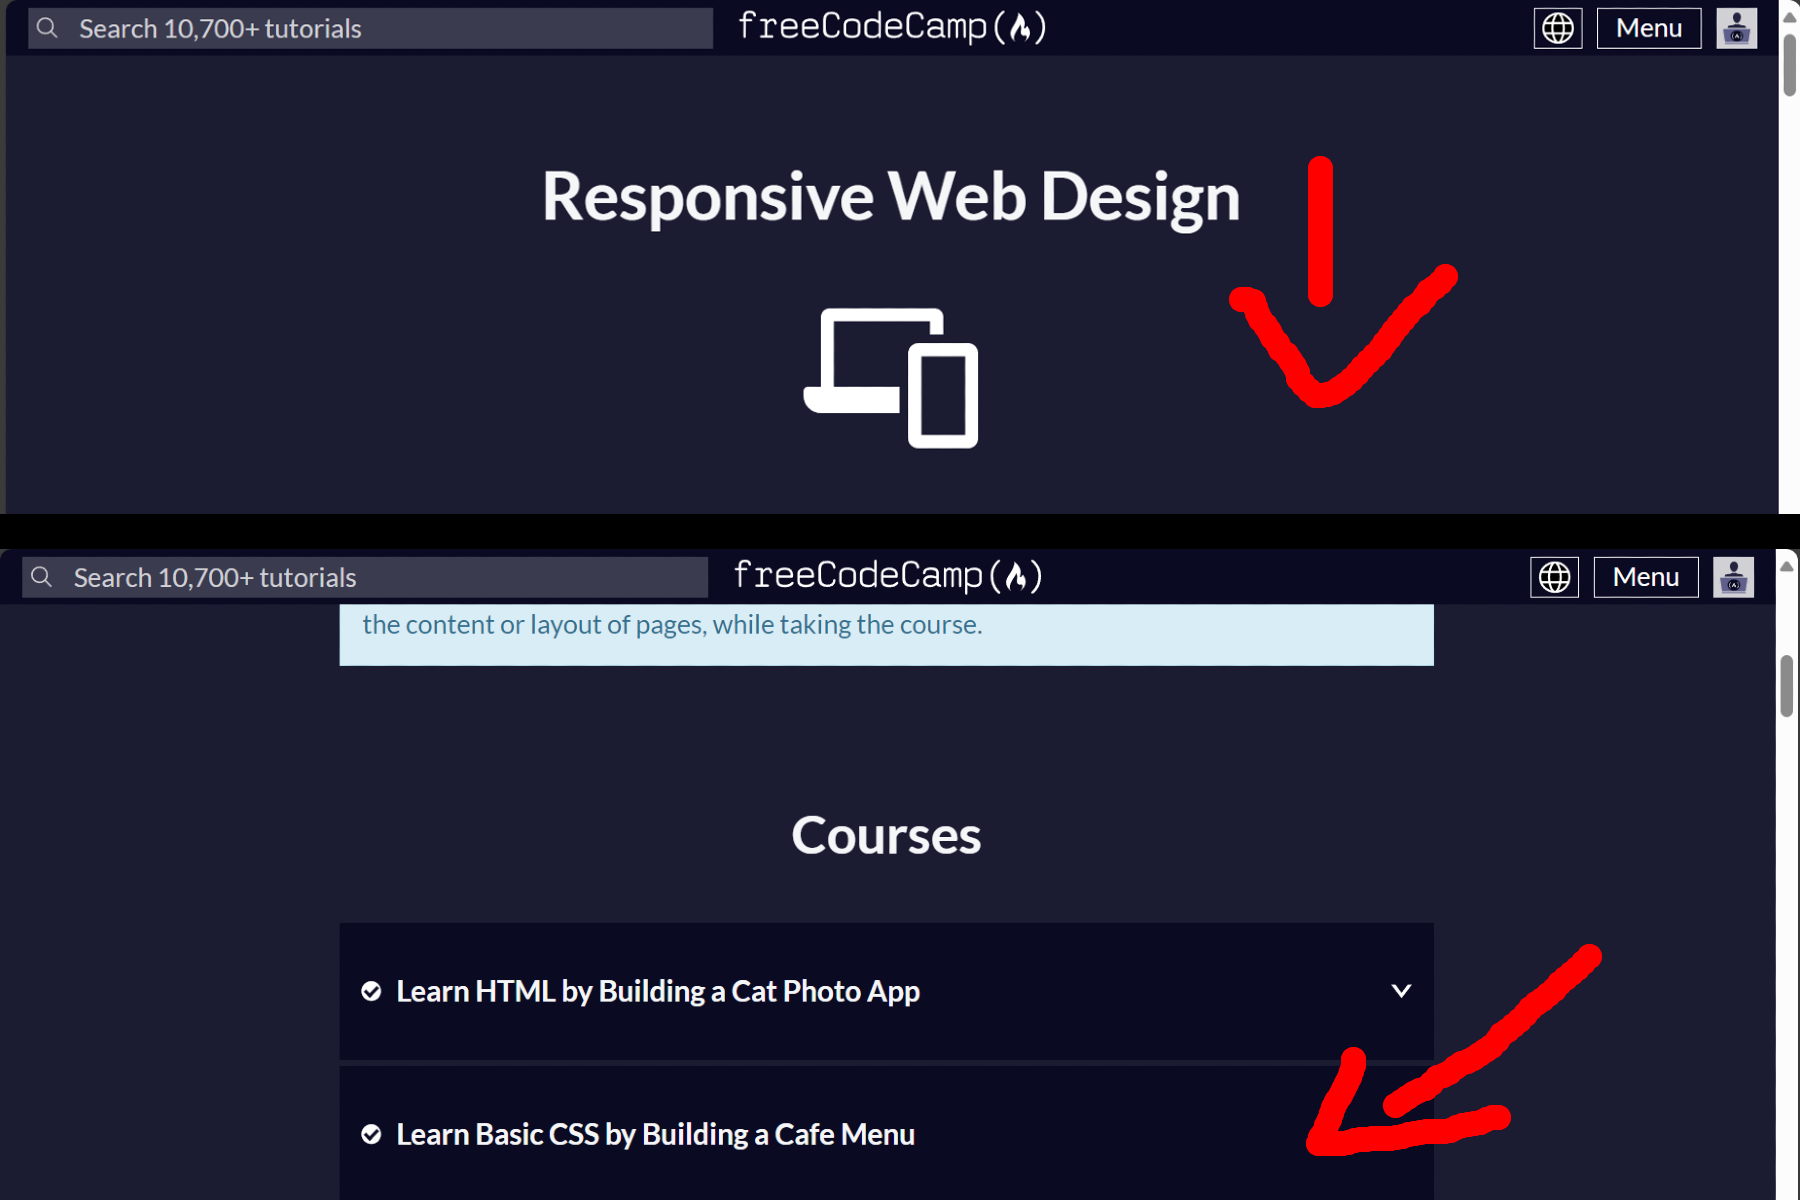 Search 10,700+ tutorials
freeCodeCamp(🔥)
Menu
Responsive Web Design
Search 10,700+ tutorials
freeCodeCamp(🔥)
Menu
the content or layout of pages, while taking the course.
Courses
Learn HTML by Building a Cat Photo App
Learn Basic CSS by Building a Cafe Menu